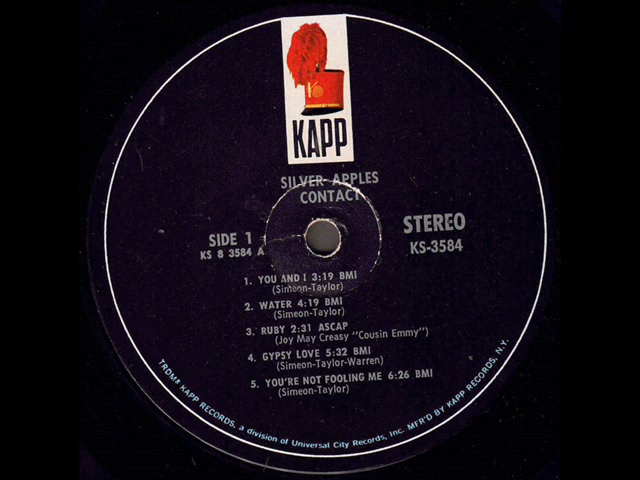 KAPP
SILVER APPLES
CONTACT
SIDE 1
KS 8 3584 A
STEREO
KS-3584
1. YOU AND I 3:19 BMI
(Simeon-Taylor)
2. WATER 4:19 BMI
(Simeon-Taylor)
3. RUBY 2:31 ASCAP
(Joy May Creasy "Cousin Emmy")
4. GYPSY LOVE 5:32 BMI
(Simeon-Taylor-Warren)
5. YOU'RE NOT FOOLING ME 6:26 BMI
(Simeon-Taylor)
KAPP RECORDS, a division of Universal City Records, Inc. MFR'D BY KAPP RECORDS, N.Y.